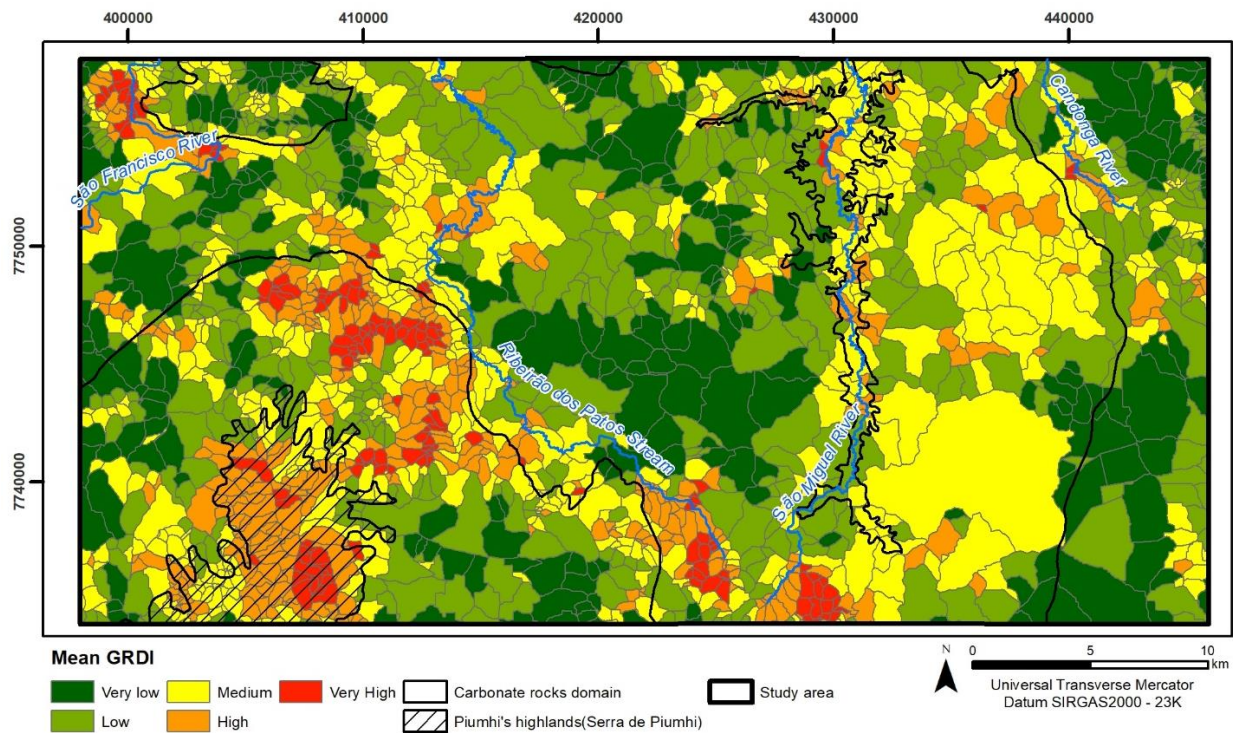 400000 410000 420000 430000 440000
7750000
7740000
São Francisco River
Candonga River
Ribeirão dos Patos Stream
São Miguel River
Mean GRDI
Very low
Medium
Very High
Carbonate rocks domain
Study area
Low
High
Piumhi's highlands(Serra de Piumhi)
N
0 5 10
km
Universal Transverse Mercator
Datum SIRGAS2000 - 23K